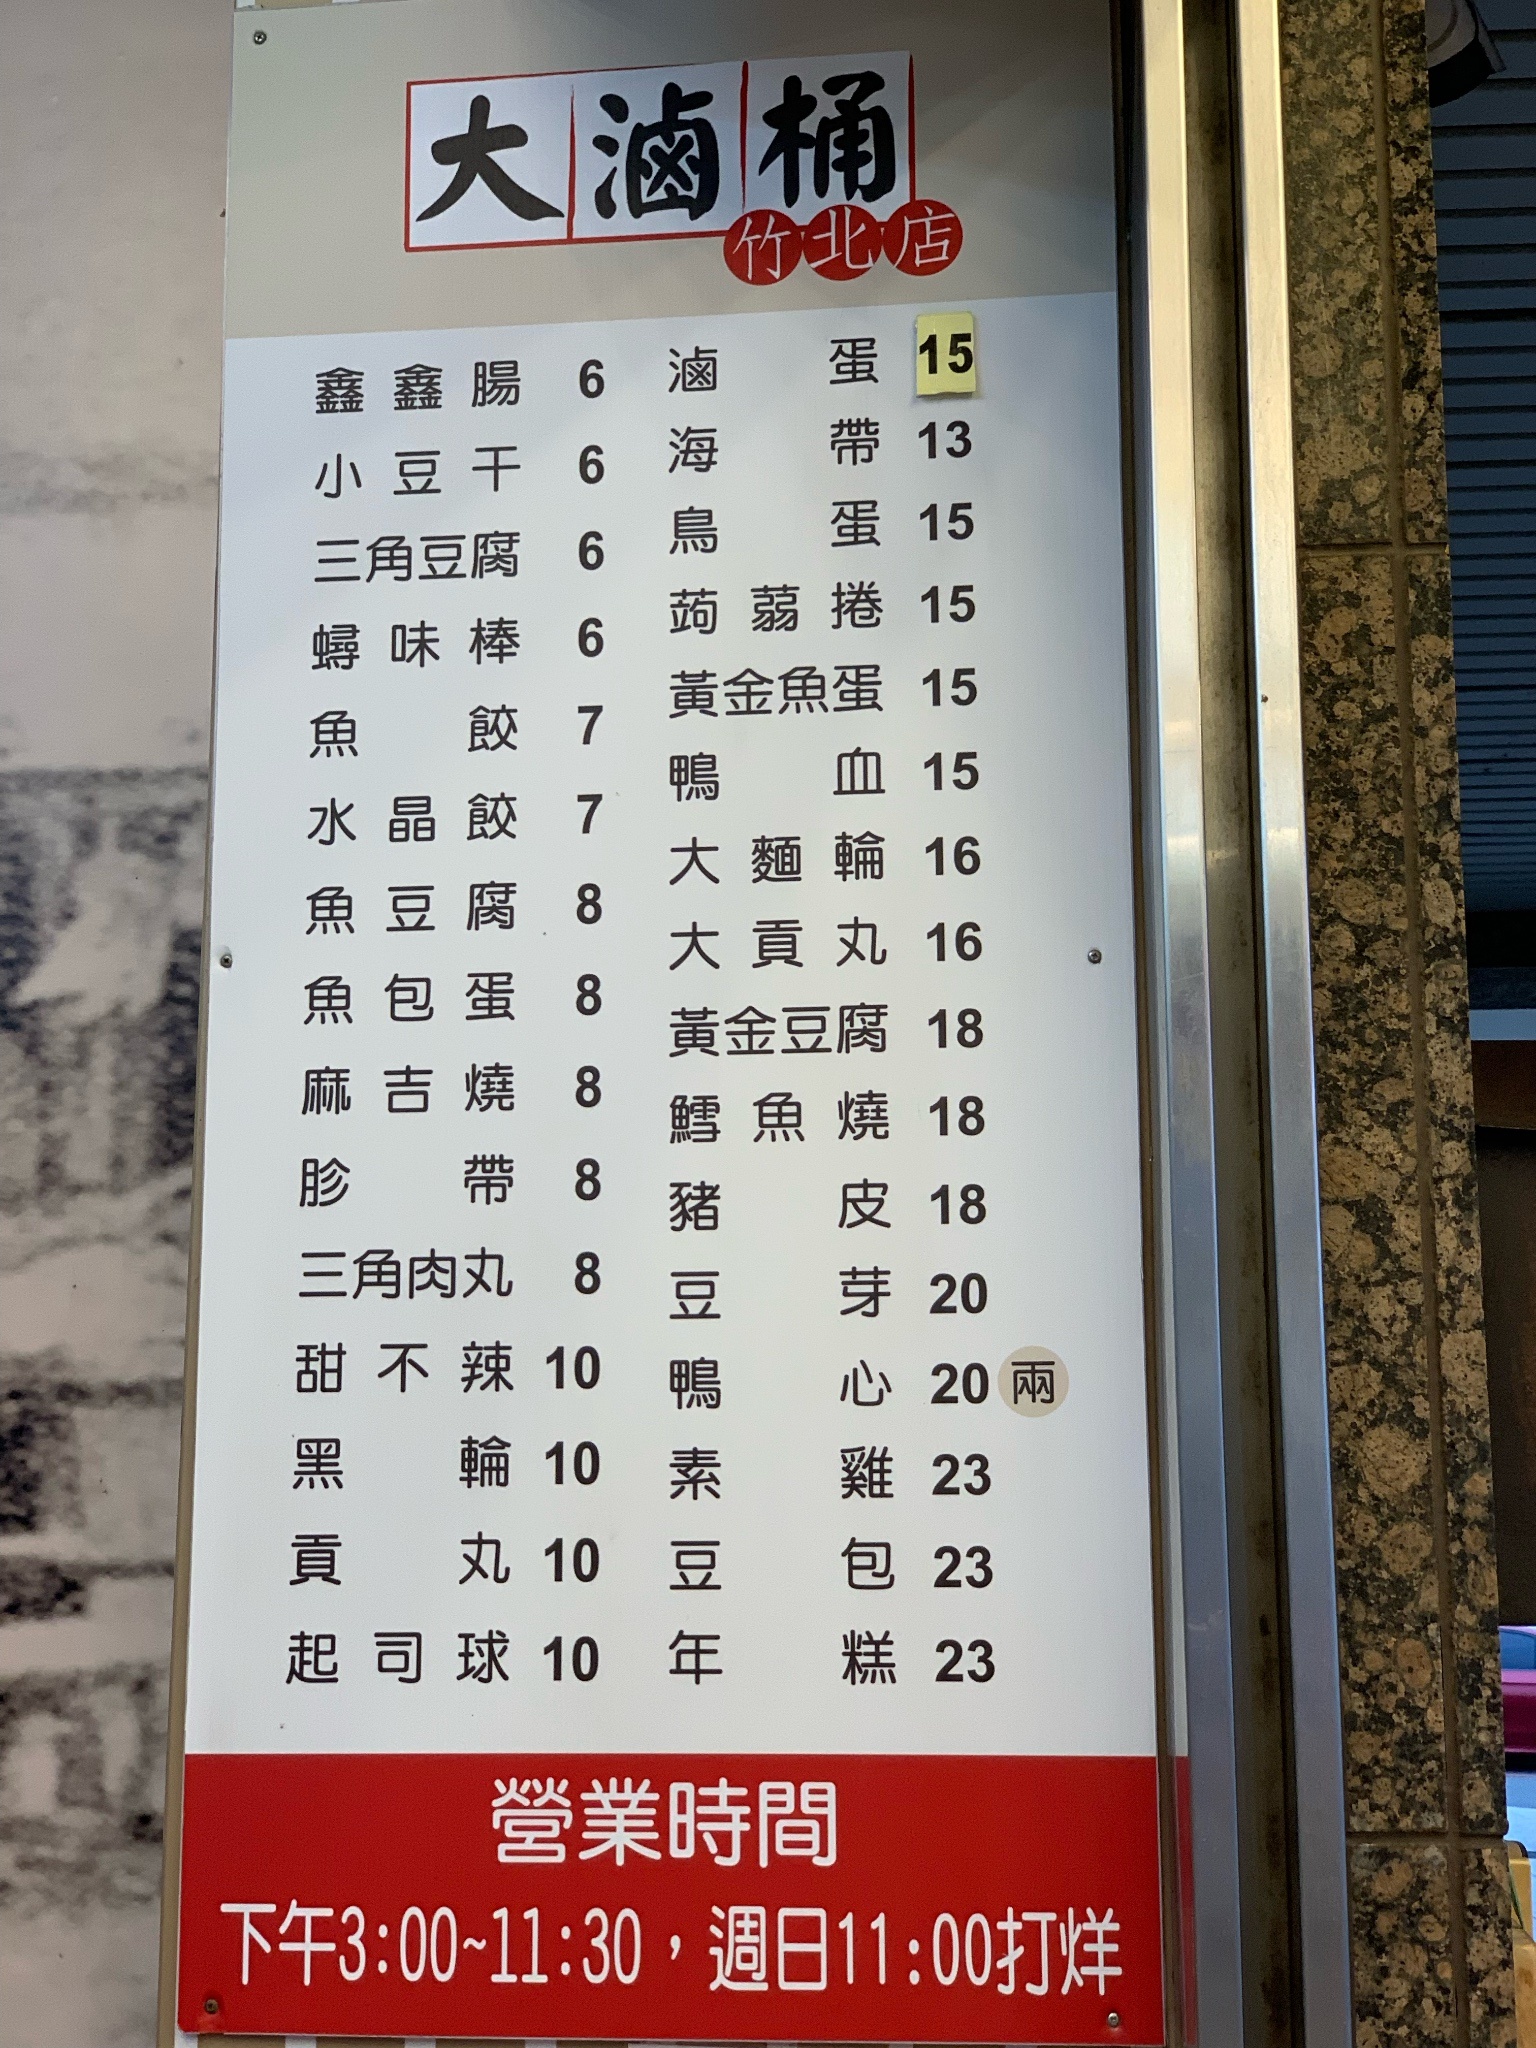 大滷桶
竹北店
鑫鑫腸 6
小豆干 6
三角豆腐 6
蟳味棒 6
魚餃 7
水晶餃 7
魚豆腐 8
魚包蛋 8
麻吉燒 8
胗帶 8
三角肉丸 8
甜不辣 10
黑輪 10
貢丸 10
起司球 10
滷蛋 15
海帶 13
鳥蛋 15
蒟蒻捲 15
黃金魚蛋 15
鴨血 15
大麵輪 16
大貢丸 16
黃金豆腐 18
鱈魚燒 18
豬皮 18
豆芽 20
鴨心 20 兩
素雞 23
豆包 23
年糕 23
營業時間
下午3:00~11:30，週日11:00打烊